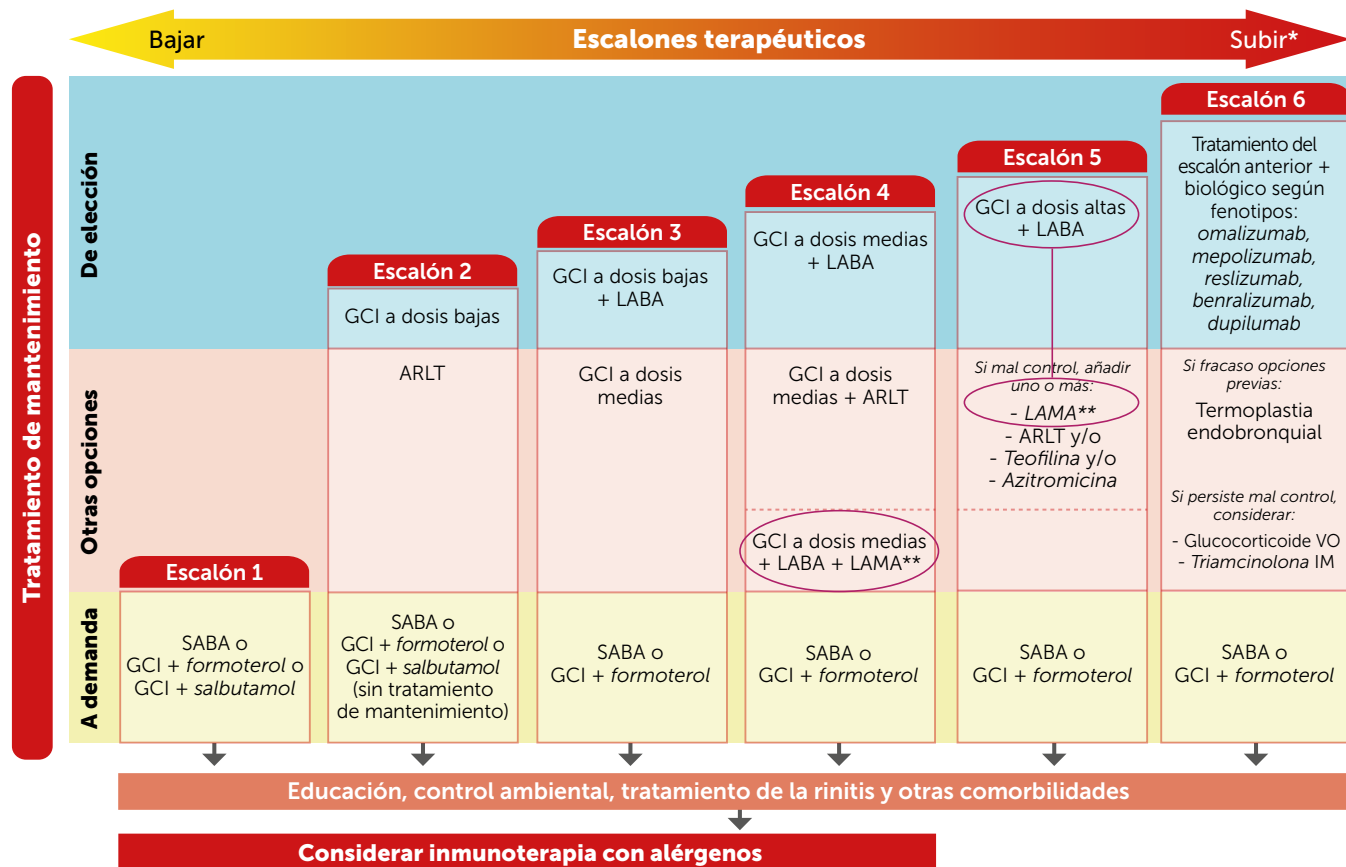 Bajar
Escalones terapéuticos
Subir*
Tratamiento de mantenimiento
De elección
Otras opciones
A demanda
Escalón 1
SABA o
GCI + formoterol o
GCI + salbutamol
Escalón 2
GCI a dosis bajas
ARLT
SABA o
GCI + formoterol o
GCI + salbutamol
(sin tratamiento
de mantenimiento)
Escalón 3
GCI a dosis bajas
+ LABA
GCI a dosis
medias
SABA o
GCI + formoterol
Escalón 4
GCI a dosis medias
+ LABA
GCI a dosis
medias + ARLT
GCI a dosis medias
+ LABA + LAMA**
SABA o
GCI + formoterol
Escalón 5
GCI a dosis altas
+ LABA
Si mal control, añadir
uno o más:
- LAMA**
- ARLT y/o
- Teofilina y/o
- Azitromicina
SABA o
GCI + formoterol
Escalón 6
Tratamiento del
escalón anterior +
biológico según
fenotipos:
omalizumab,
mepolizumab,
reslizumab,
benralizumab,
dupilumab
Si fracaso opciones
previas:
Termoplastia
endobronquial
Si persiste mal control,
considerar:
- Glucocorticoide VO
- Triamcinolona IM
SABA o
GCI + formoterol
Educación, control ambiental, tratamiento de la rinitis y otras comorbilidades
Considerar inmunoterapia con alérgenos